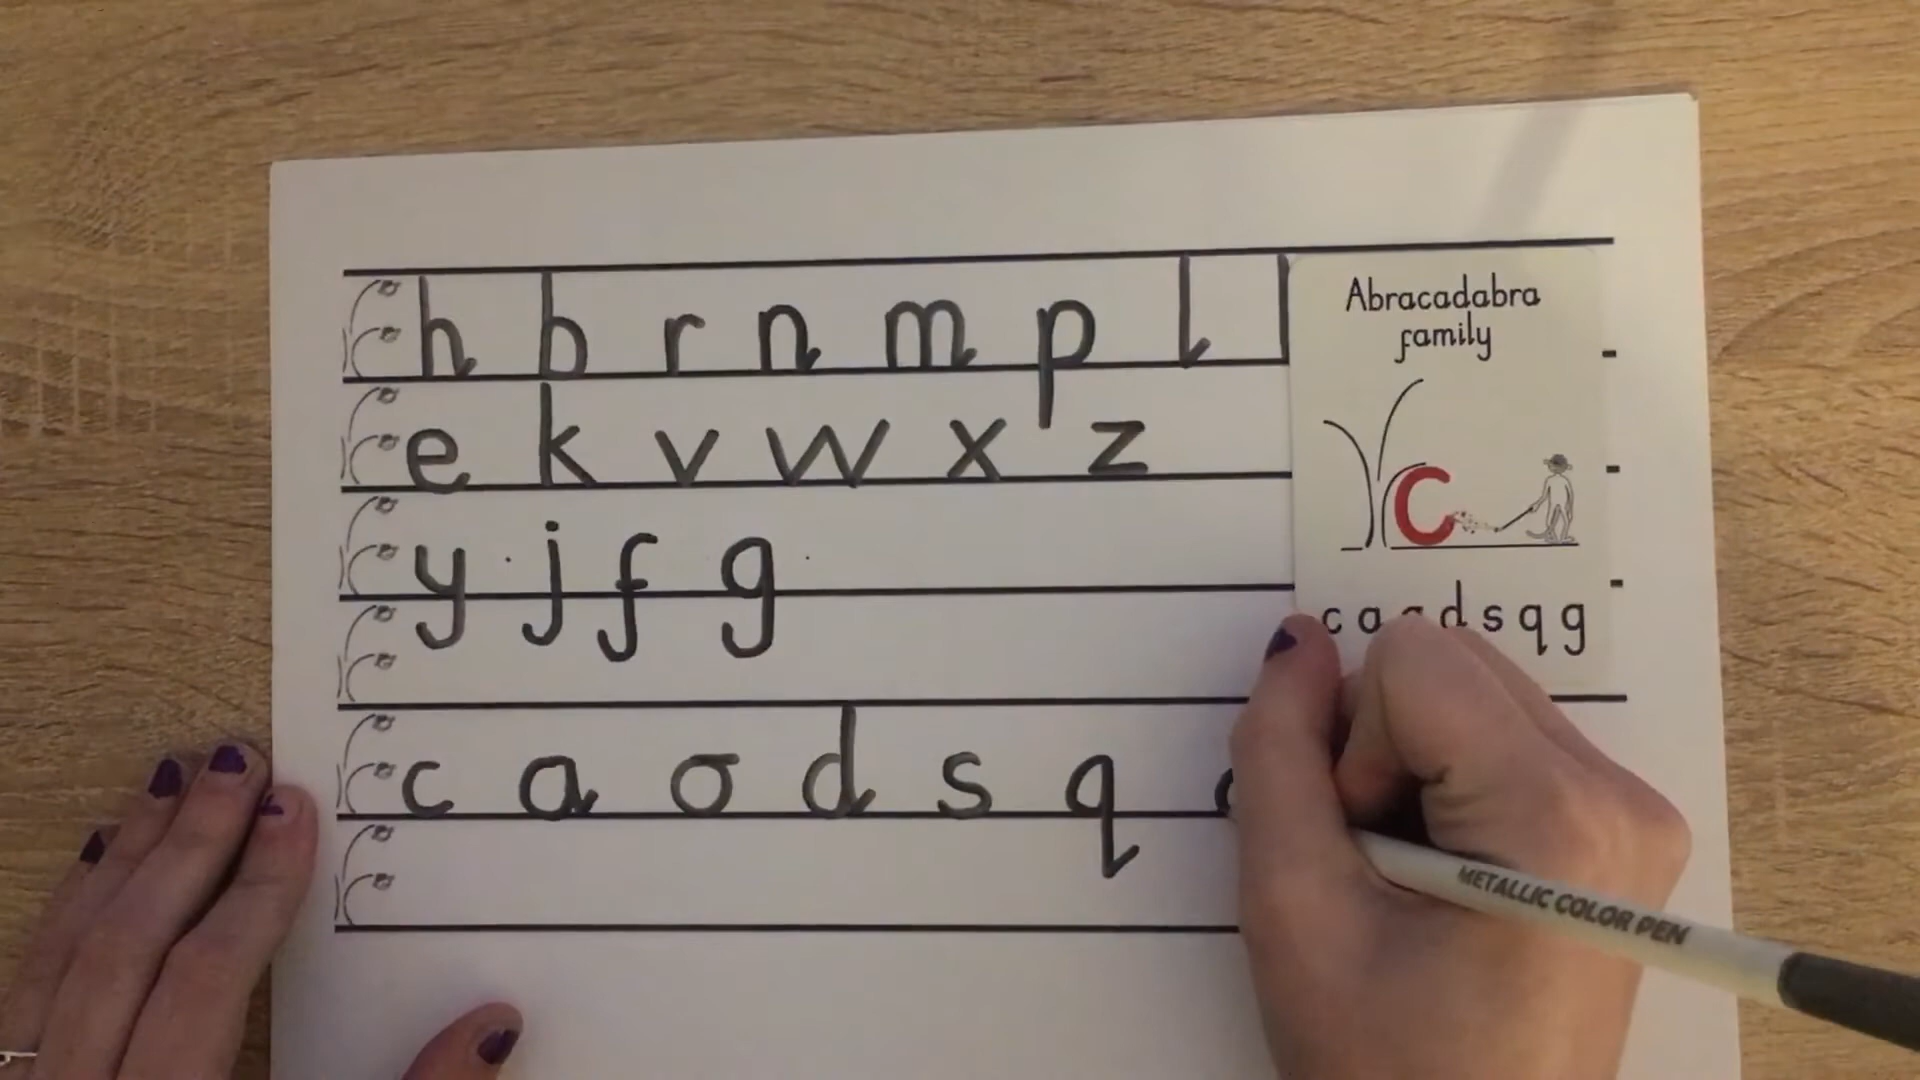 h b r n m p l
e k v w x z
y j f g
c a o d s q
Abracadabra
family
c
c a d s q g
METALLIC COLOR PEN